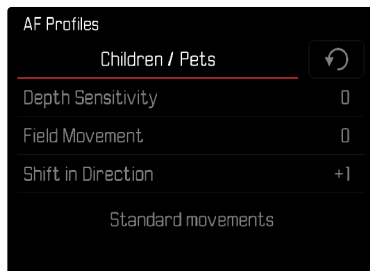 AF Profiles
Children / Pets
Depth Sensitivity 0
Field Movement 0
Shift in Direction +1
Standard movements